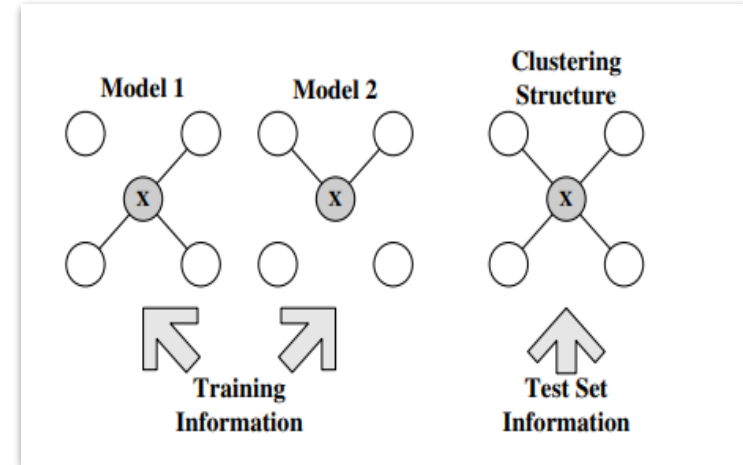 Model 1
Model 2
Clustering
Structure
X
X
X
Training
Information
Test Set
Information